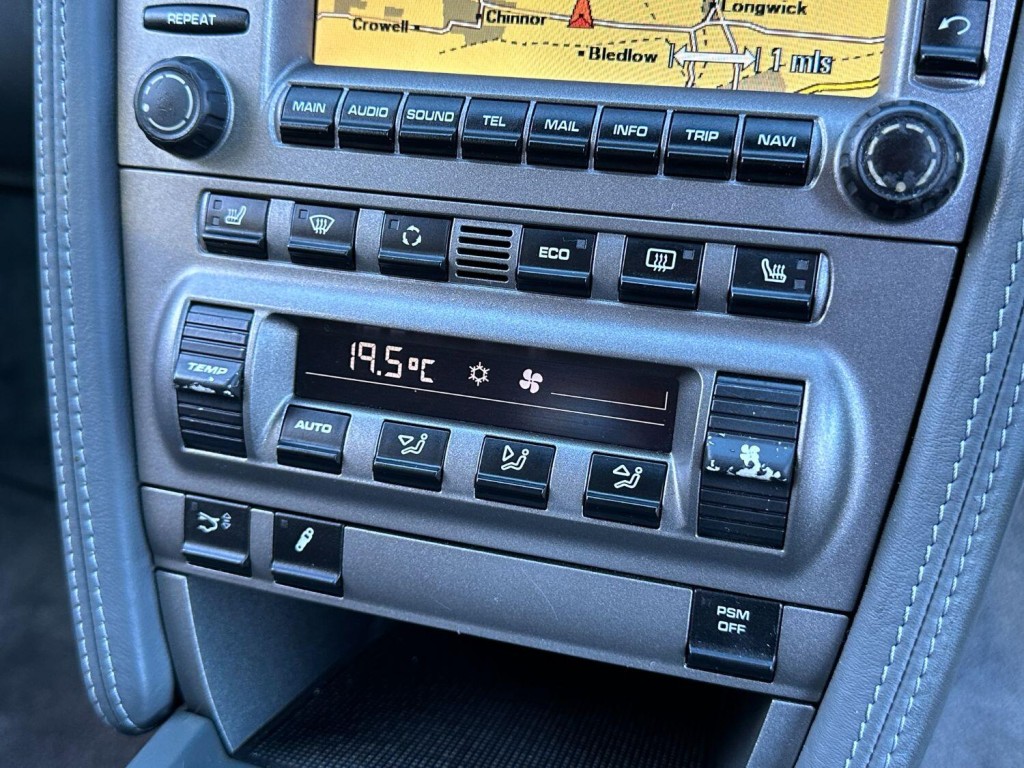 REPEAT
Crowell
Chinnor
Longwick
Bledlow
1 mls
MAIN
AUDIO
SOUND
TEL
MAIL
INFO
TRIP
NAVI
ECO
TEMP
19.5°C
AUTO
PSM
OFF